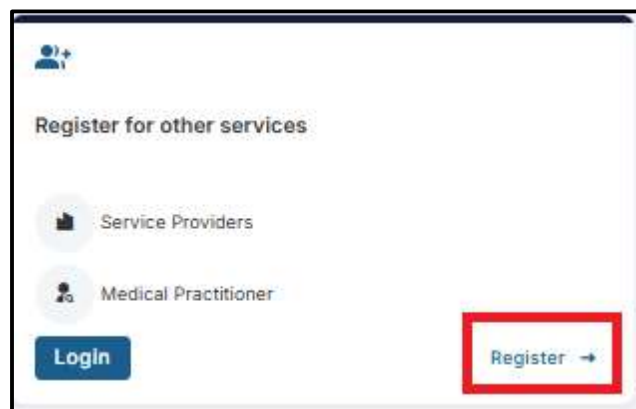 Register for other services
Service Providers
Medical Practitioner
Login
Register →